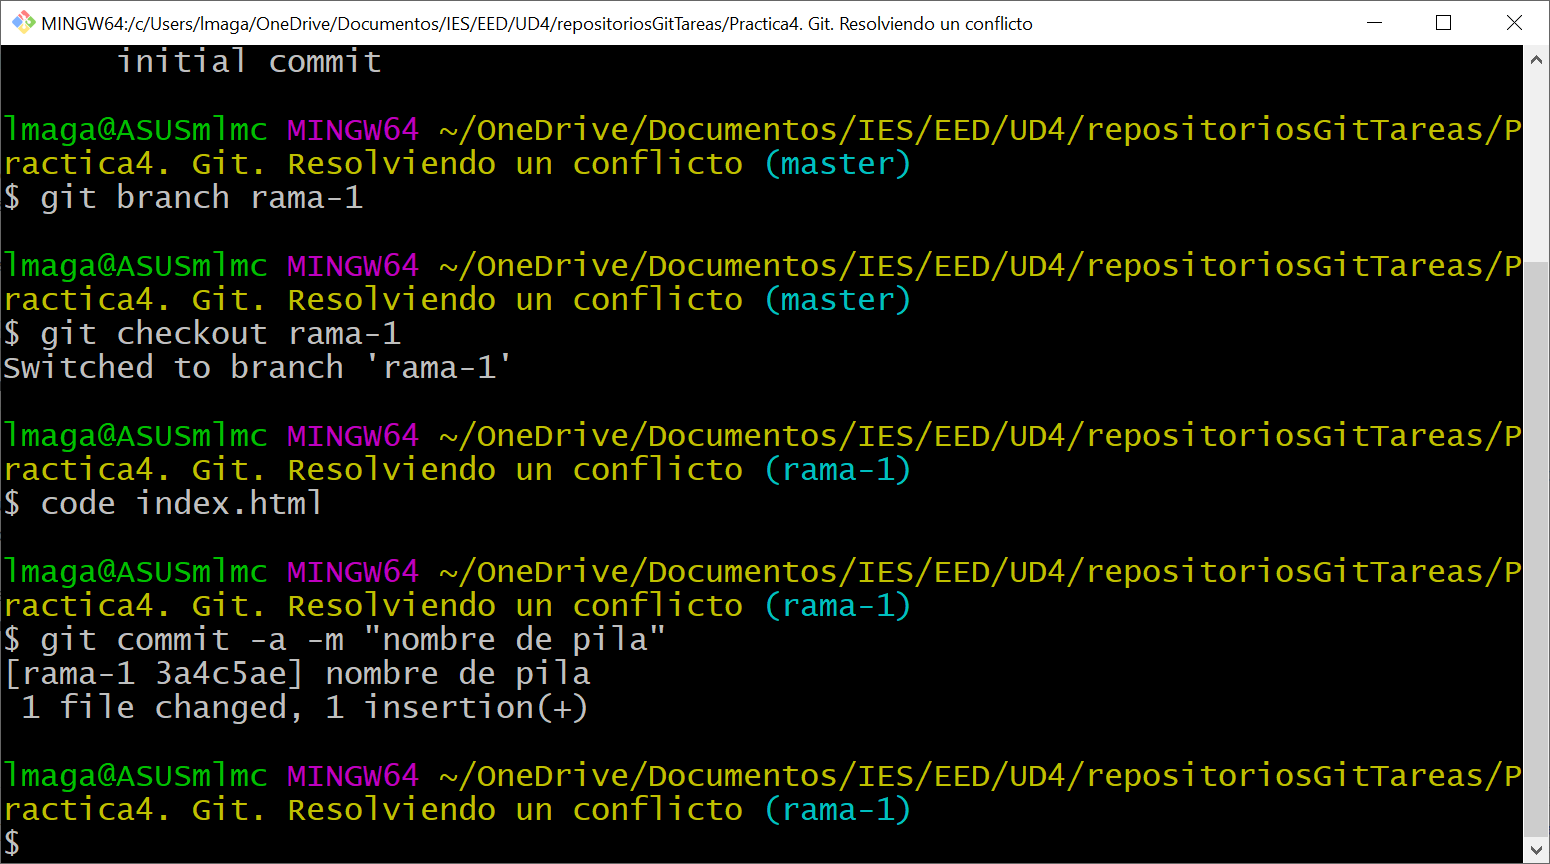 MINGW64:/c/Users/lmaga/OneDrive/Documentos/IES/EED/UD4/repositoriosGitTareas/Practica4. Git. Resolviendo un conflicto
initial commit
lmaga@ASUSmlmc MINGW64 ~/OneDrive/Documentos/IES/EED/UD4/repositoriosGitTareas/P
ractica4. Git. Resolviendo un conflicto (master)
$ git branch rama-1
lmaga@ASUSmlmc MINGW64 ~/OneDrive/Documentos/IES/EED/UD4/repositoriosGitTareas/P
ractica4. Git. Resolviendo un conflicto (master)
$ git checkout rama-1
Switched to branch 'rama-1'
lmaga@ASUSmlmc MINGW64 ~/OneDrive/Documentos/IES/EED/UD4/repositoriosGitTareas/P
ractica4. Git. Resolviendo un conflicto (rama-1)
$ code index.html
lmaga@ASUSmlmc MINGW64 ~/OneDrive/Documentos/IES/EED/UD4/repositoriosGitTareas/P
ractica4. Git. Resolviendo un conflicto (rama-1)
$ git commit -a -m "nombre de pila"
[rama-1 3a4c5ae] nombre de pila
 1 file changed, 1 insertion(+)
lmaga@ASUSmlmc MINGW64 ~/OneDrive/Documentos/IES/EED/UD4/repositoriosGitTareas/P
ractica4. Git. Resolviendo un conflicto (rama-1)
$